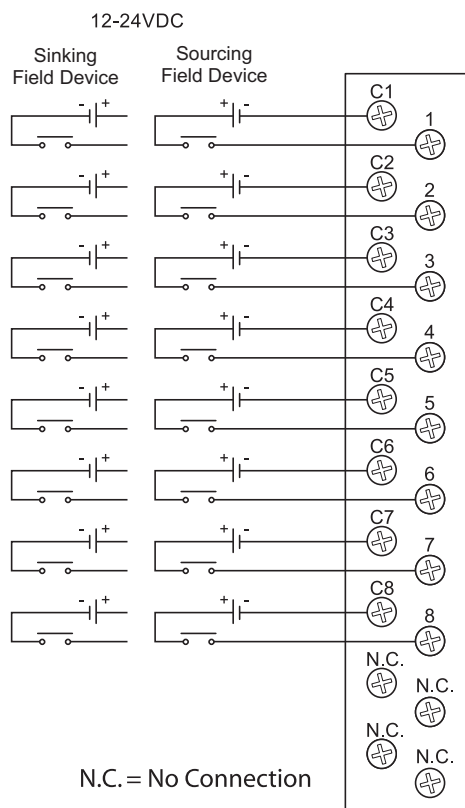 12-24VDC
Sinking
Field Device
Sourcing
Field Device
C1
1
- +
+ -
C2
2
- +
+ -
C3
3
- +
+ -
C4
4
- +
+ -
C5
5
- +
+ -
C6
6
- +
+ -
C7
7
- +
+ -
C8
8
- +
+ -
N.C.
N.C.
N.C.
N.C.
N.C. = No Connection